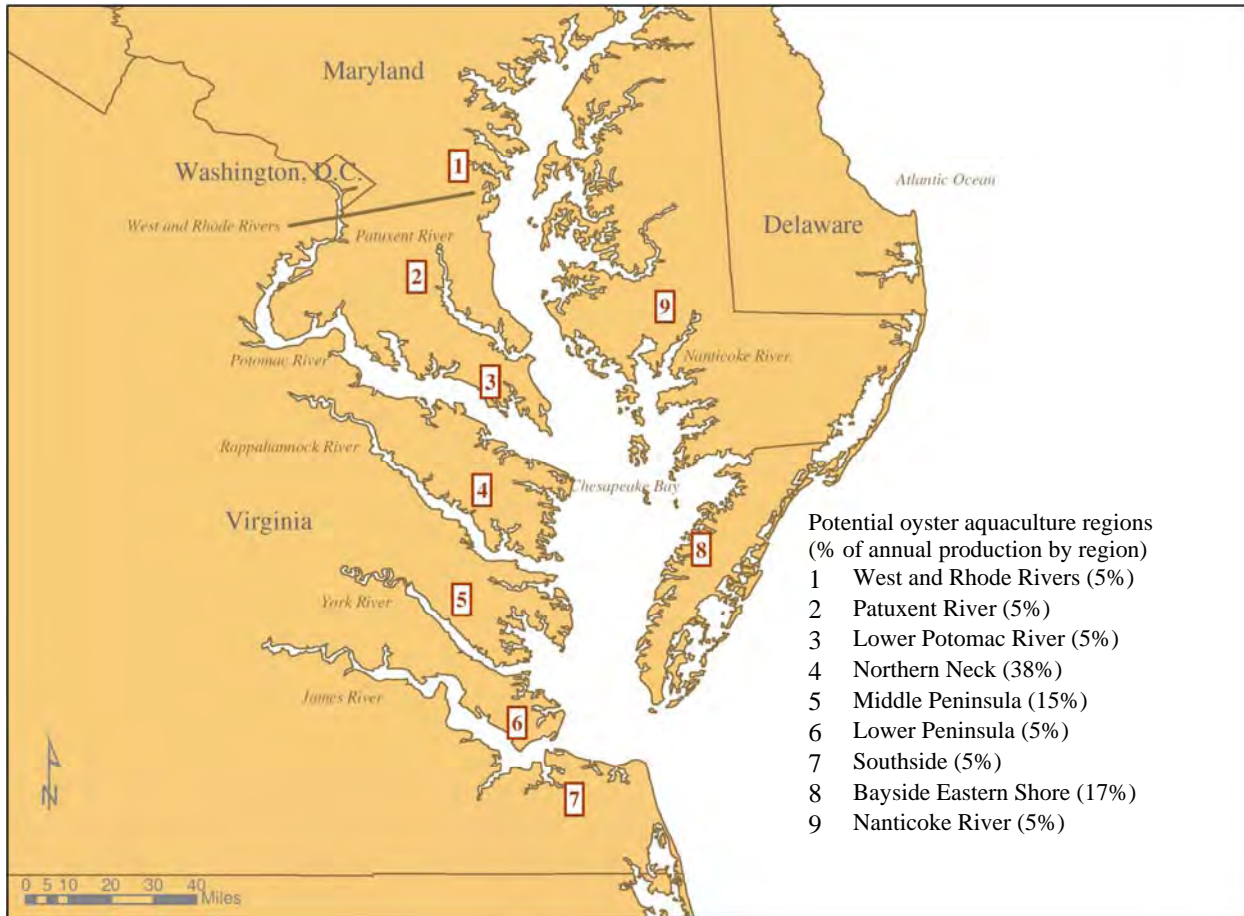 Maryland
Washington, D.C.
1
Atlantic Ocean
West and Rhode Rivers
Patuxent River
Delaware
2
9
Potomac River
Nanticoke River
3
Rappahannock River
4
Chesapeake Bay
Virginia
8
York River
5
James River
6
7
N
0 5 10 20 30 40
Miles
Potential oyster aquaculture regions
(% of annual production by region)
1 West and Rhode Rivers (5%)
2 Patuxent River (5%)
3 Lower Potomac River (5%)
4 Northern Neck (38%)
5 Middle Peninsula (15%)
6 Lower Peninsula (5%)
7 Southside (5%)
8 Bayside Eastern Shore (17%)
9 Nanticoke River (5%)